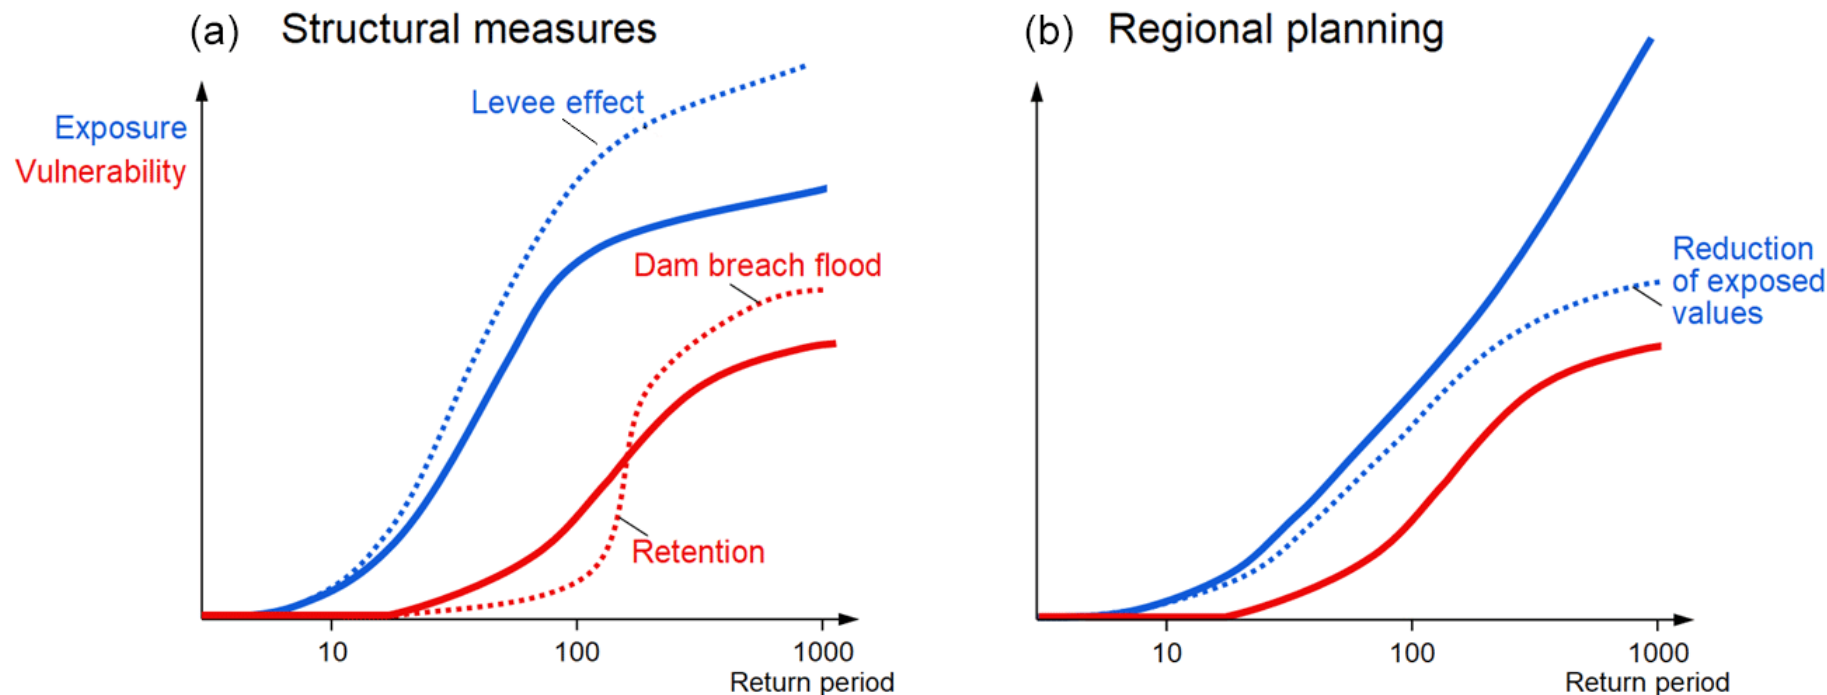 (a) Structural measures
Exposure
Vulnerability
Levee effect
Dam breach flood
Retention
10
100
1000
Return period
(b) Regional planning
Reduction
of exposed
values
10
100
1000
Return period